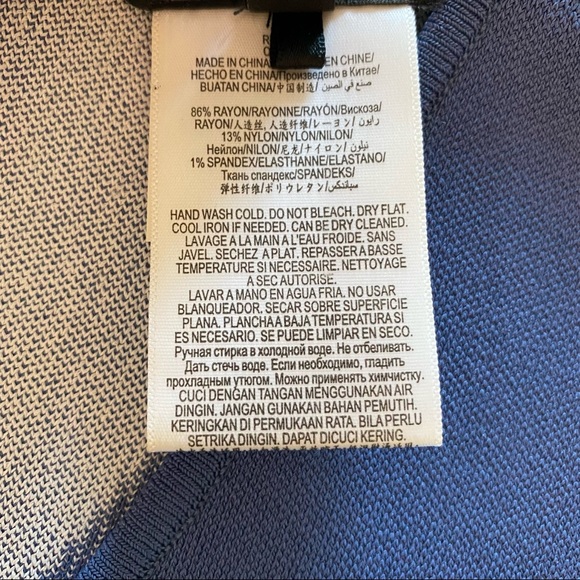 MADE IN CHINA EN CHINE/
HECHO EN CHINA/Произведено в Китае/
BUATAN CHINA/中国制造/ صنع في الصين/
86% RAYON/RAYONNE/RAYÓN/Вискоза/
RAYON/人造丝, 人造纤维/レーヨン/ رايون/
13% NYLON/NYLON/NILON/
Нейлон/NILON/尼龙/ナイロン/ نيلون/
1% SPANDEX/ELASTHANNE/ELASTANO/
Ткань спандекс/SPANDEKS/
弹性纤维/ポリウレタン/ سباندكس/
HAND WASH COLD. DO NOT BLEACH. DRY FLAT.
COOL IRON IF NEEDED. CAN BE DRY CLEANED.
LAVAGE A LA MAIN A L'EAU FROIDE. SANS
JAVEL. SECHEZ A PLAT. REPASSER A BASSE
TEMPERATURE SI NECESSAIRE. NETTOYAGE
A SEC AUTORISE.
LAVAR A MANO EN AGUA FRIA. NO USAR
BLANQUEADOR. SECAR SOBRE SUPERFICIE
PLANA. PLANCHA A BAJA TEMPERATURA SI
ES NECESARIO. SE PUEDE LIMPIAR EN SECO.
Ручная стирка в холодной воде. Не отбеливать.
Дать стечь воде. Если необходимо, гладить
прохладным утюгом. Можно применять химчистку.
CUCI DENGAN TANGAN MENGGUNAKAN AIR
DINGIN. JANGAN GUNAKAN BAHAN PEMUTIH.
KERINGKAN DI PERMUKAAN RATA. BILA PERLU
SETRIKA DINGIN. DAPAT DICUCI KERING.